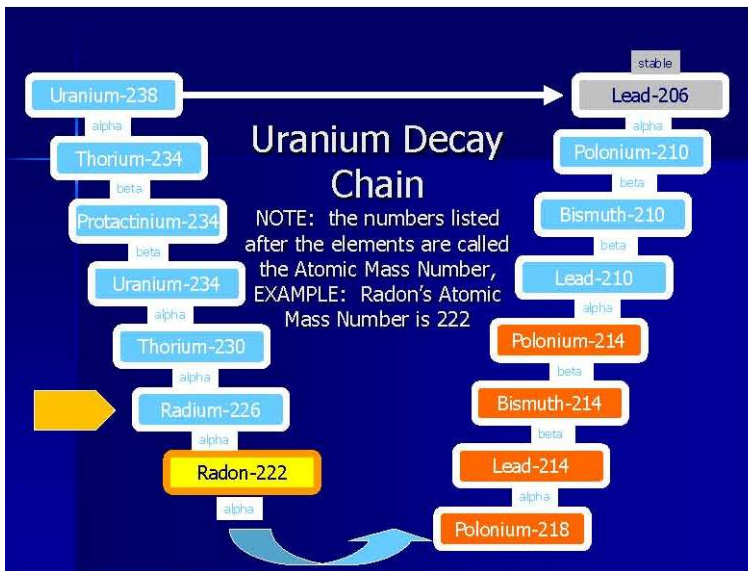 stable
Uranium-238
Lead-206
alpha
alpha
Uranium Decay
Chain
Thorium-234
Polonium-210
beta
beta
Protactinium-234
Bismuth-210
NOTE: the numbers listed
after the elements are called
the Atomic Mass Number,
EXAMPLE: Radon's Atomic
Mass Number is 222
beta
beta
Uranium-234
Lead-210
alpha
alpha
Thorium-230
Polonium-214
alpha
beta
Radium-226
Bismuth-214
alpha
beta
Radon-222
Lead-214
alpha
alpha
Polonium-218